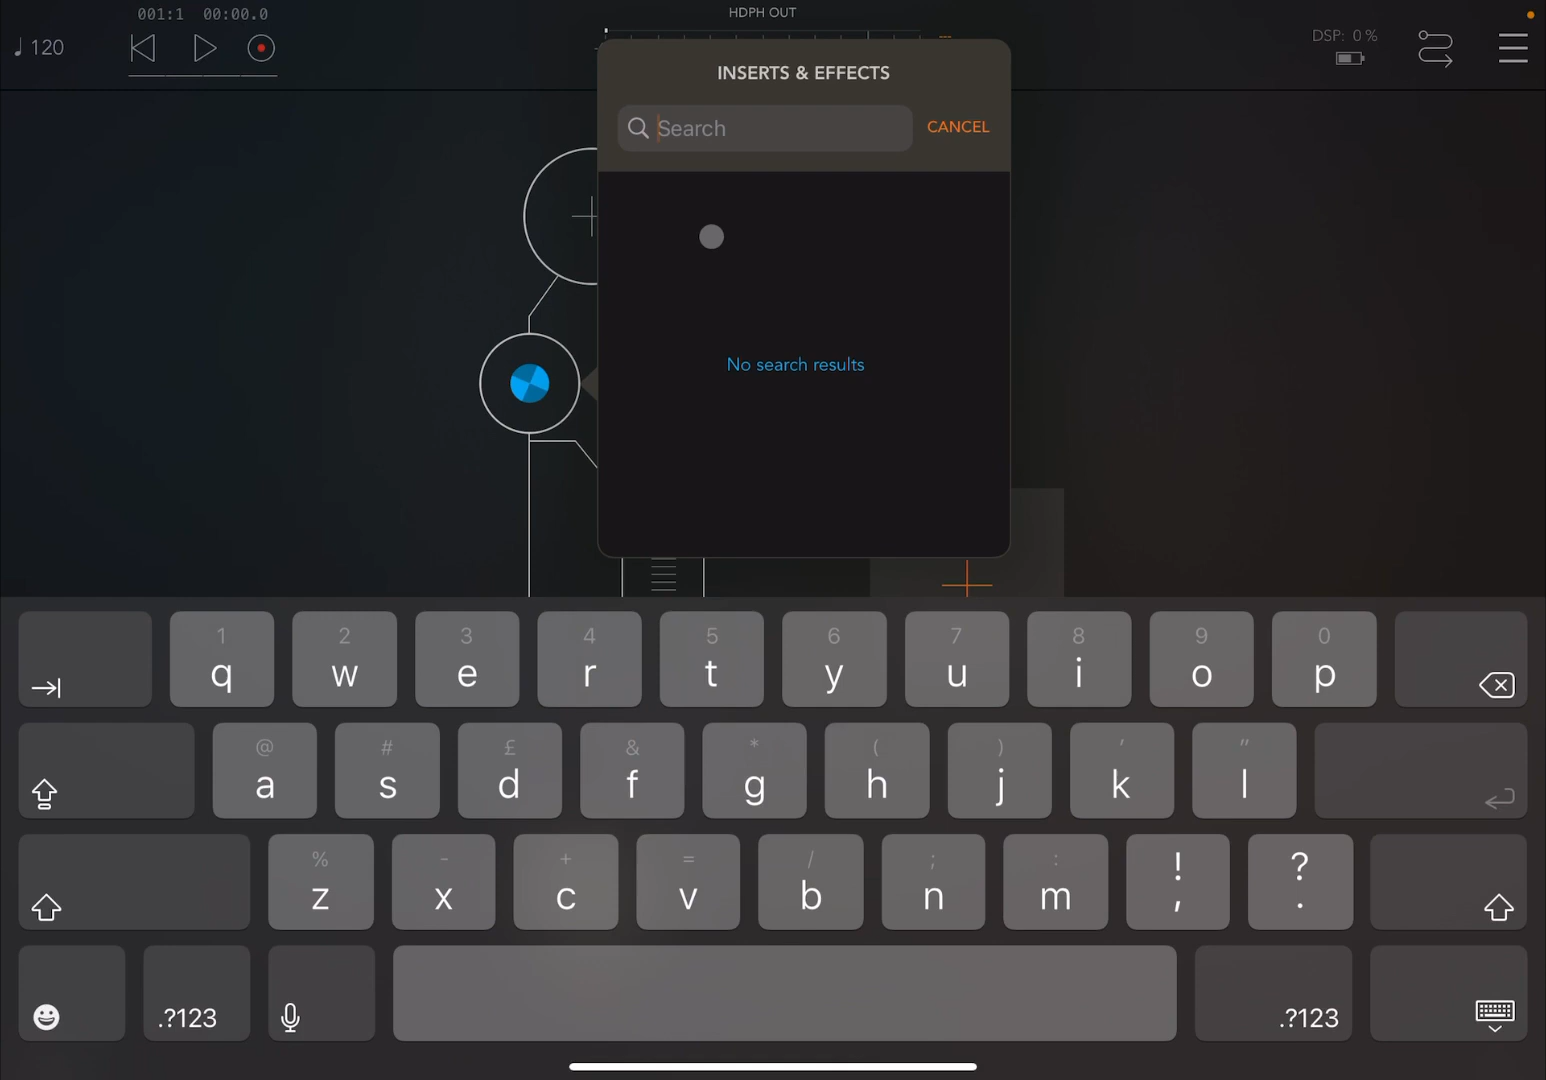 001:1 00:00.0
HDPH OUT
120
DSP: 0 %
INSERTS & EFFECTS
Search
CANCEL
No search results
1 2 3 4 5 6 7 8 9 0
q w e r t y u i o p
@ # £ & * ( ) ' "
a s d f g h j k l
% - + = / ; : ! ?
z x c v b n m , .
.?123 .?123